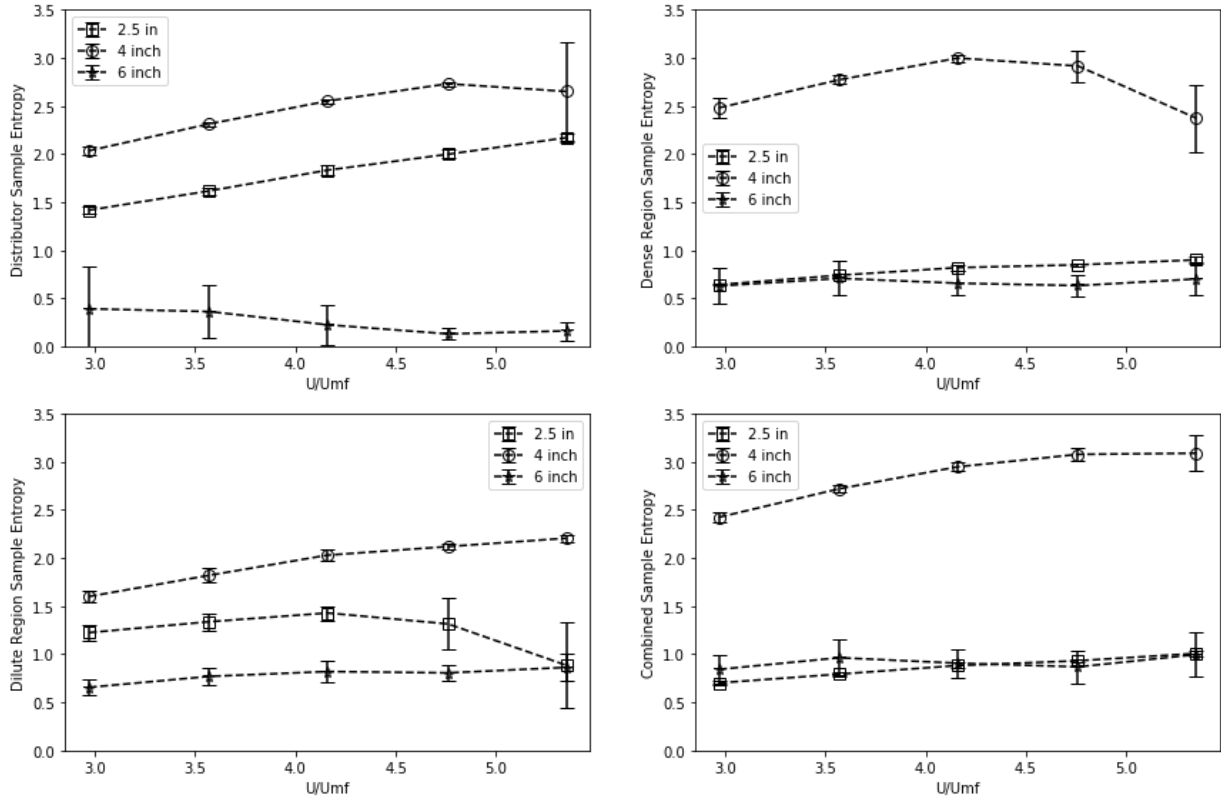 3.5
3.0
2.5
2.0
1.5
1.0
0.5
0.0
Distributor Sample Entropy
2.5 in
4 inch
6 inch
3.0 3.5 4.0 4.5 5.0
U/Umf
3.5
3.0
2.5
2.0
1.5
1.0
0.5
0.0
Dense Region Sample Entropy
2.5 in
4 inch
6 inch
3.0 3.5 4.0 4.5 5.0
U/Umf
3.5
3.0
2.5
2.0
1.5
1.0
0.5
0.0
Dilute Region Sample Entropy
2.5 in
4 inch
6 inch
3.0 3.5 4.0 4.5 5.0
U/Umf
3.5
3.0
2.5
2.0
1.5
1.0
0.5
0.0
Combined Sample Entropy
2.5 in
4 inch
6 inch
3.0 3.5 4.0 4.5 5.0
U/Umf